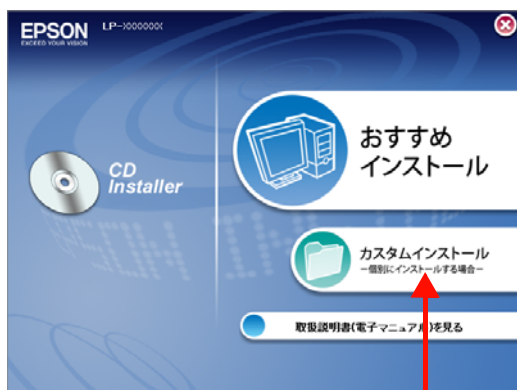 EPSON
EXCEED YOUR VISION
LP-XXXXXXX
CD
Installer
おすすめ
インストール
カスタムインストール
－個別にインストールする場合－
取扱説明書(電子マニュアル)を見る